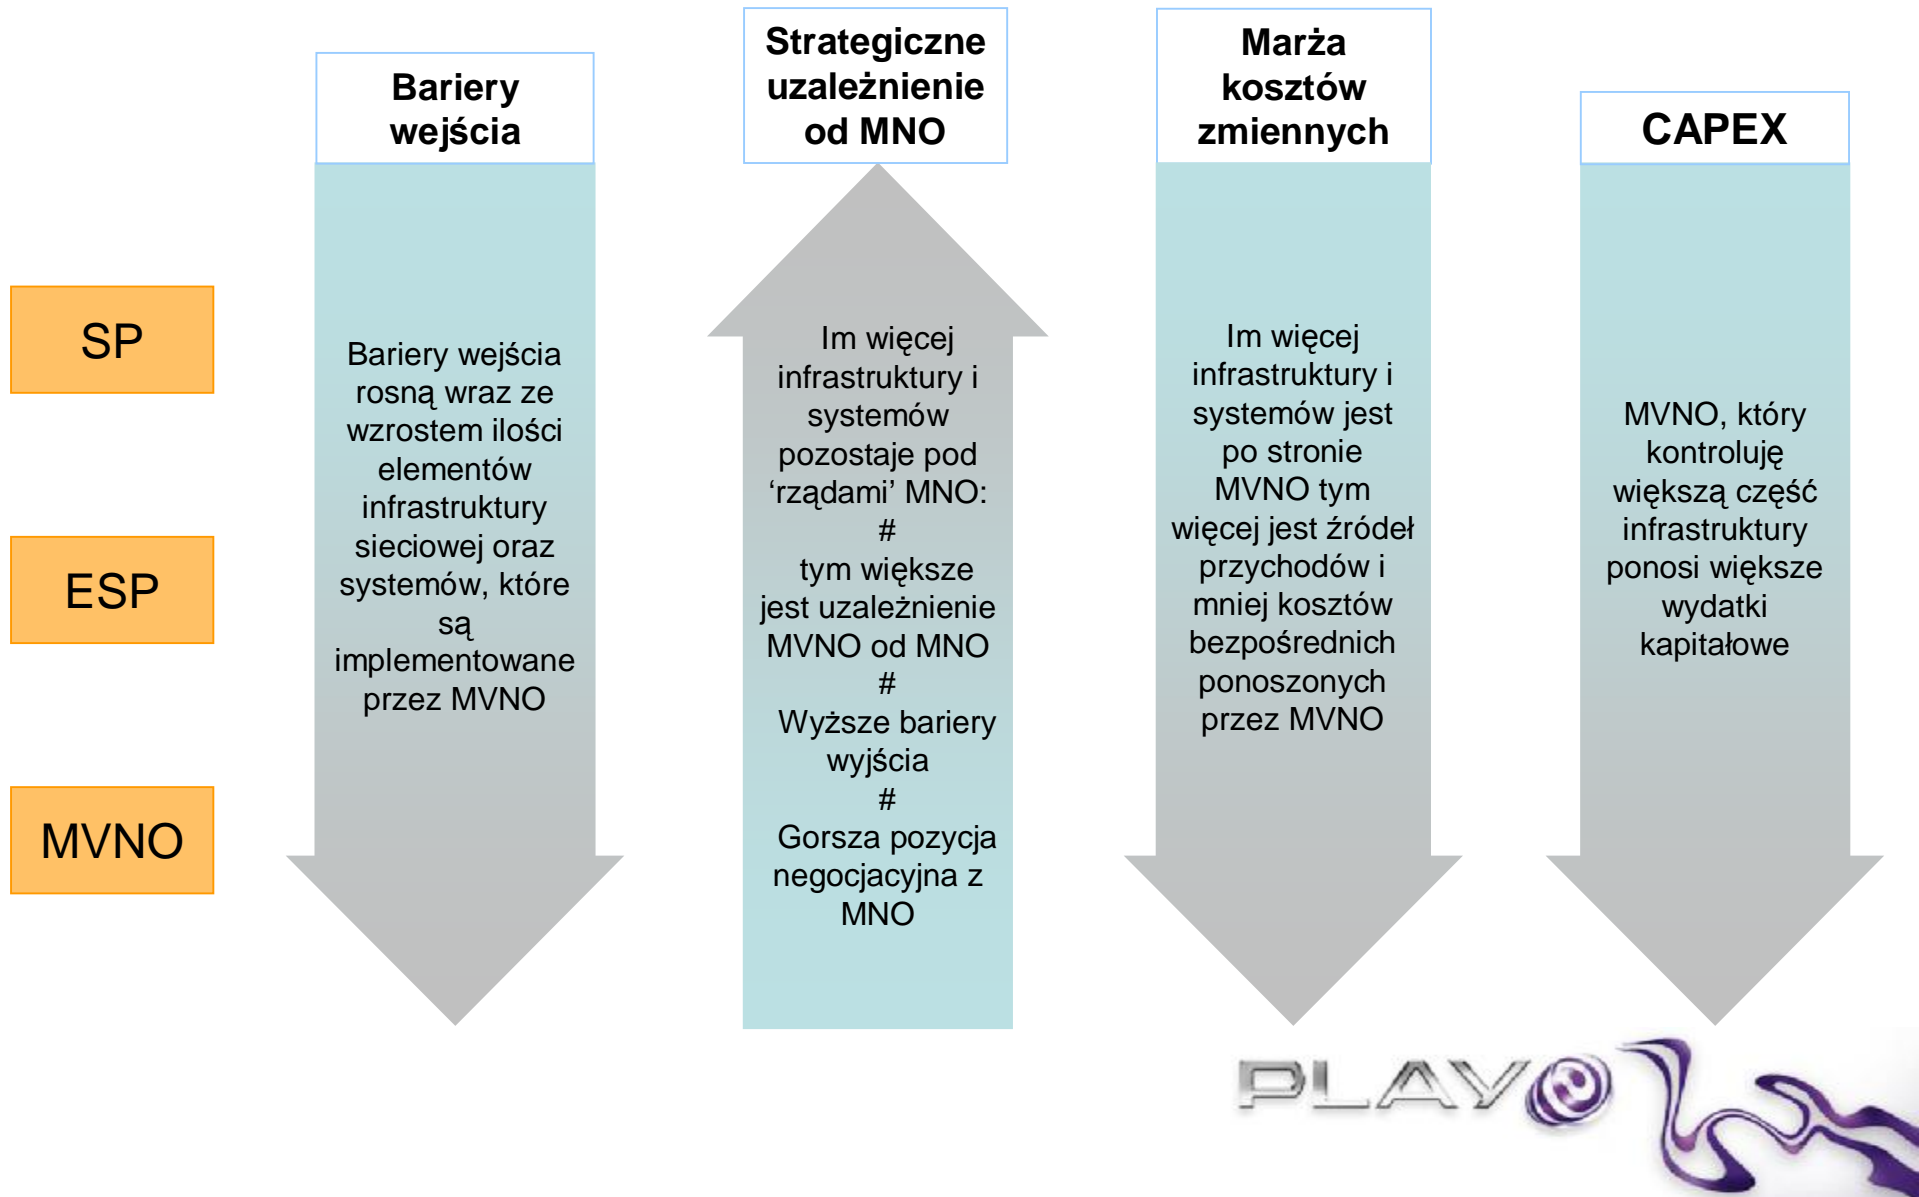 SP
ESP
MVNO
Bariery
wejścia
Bariery wejścia
rosną wraz ze
wzrostem ilości
elementów
infrastruktury
sieciowej oraz
systemów, które
są
implementowane
przez MVNO
Strategiczne
uzależnienie
od MNO
Im więcej
infrastruktury i
systemów
pozostaje pod
‘rządami’ MNO:
#
tym większe
jest uzależnienie
MVNO od MNO
#
Wyższe bariery
wyjścia
#
Gorsza pozycja
negocjacyjna z
MNO
Marża
kosztów
zmiennych
Im więcej
infrastruktury i
systemów jest
po stronie
MVNO tym
więcej jest źródeł
przychodów i
mniej kosztów
bezpośrednich
ponoszonych
przez MVNO
CAPEX
MVNO, który
kontroluję
większą część
infrastruktury
ponosi większe
wydatki
kapitałowe
PLAY